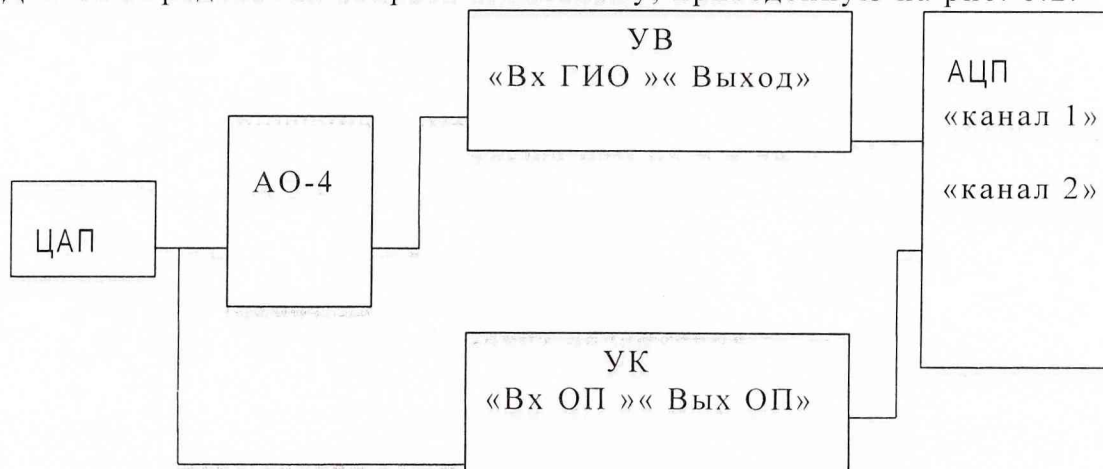 УВ
«Вх ГИО »« Выход»
АЦП
«канал 1»
«канал 2»
АО-4
ЦАП
УК
«Вх ОП »« Вых ОП»